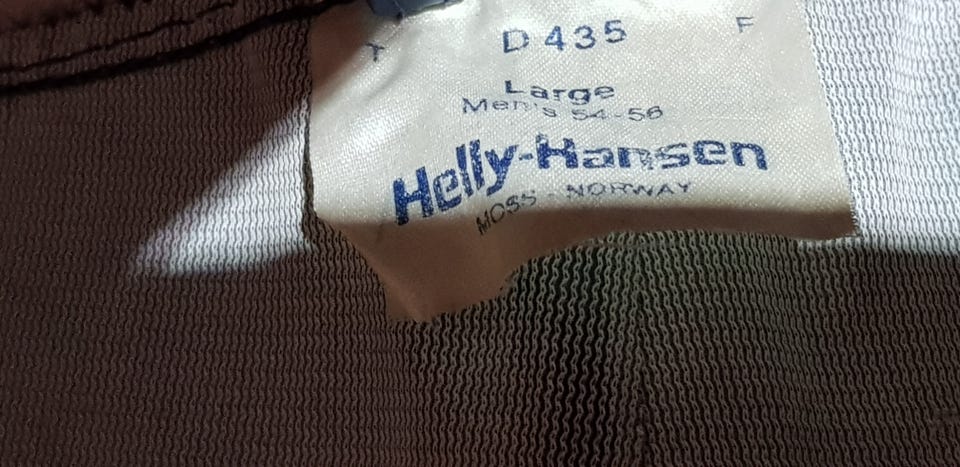 T D 435 F
Large
Men's 54-56
Helly-Hansen
MOSS - NORWAY